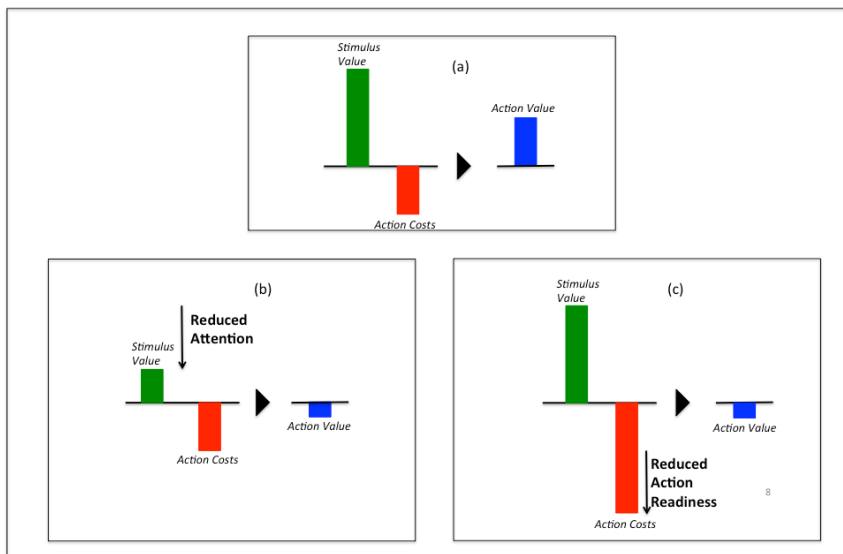 Stimulus
Value
(a)
Action Value
Action Costs
(b)
Reduced
Attention
Stimulus
Value
Action Value
Action Costs
Stimulus
Value
(c)
Action Value
Reduced
Action
Readiness
8
Action Costs